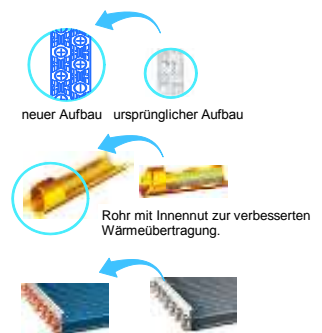 neuer Aufbau ursprünglicher Aufbau
Rohr mit Innennut zur verbesserten
Wärmeübertragung.